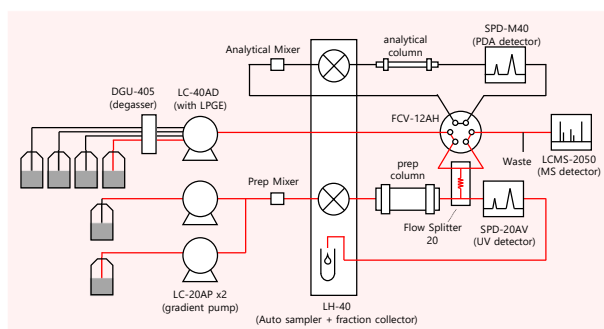 SPD-M40
(PDA detector)
analytical
column
Analytical Mixer
DGU-405
(degasser)
LC-40AD
(with LPGE)
FCV-12AH
Waste
LCMS-2050
(MS detector)
prep
column
Prep Mixer
Flow Splitter
20
SPD-20AV
(UV detector)
LC-20AP x2
(gradient pump)
LH-40
(Auto sampler + fraction collector)